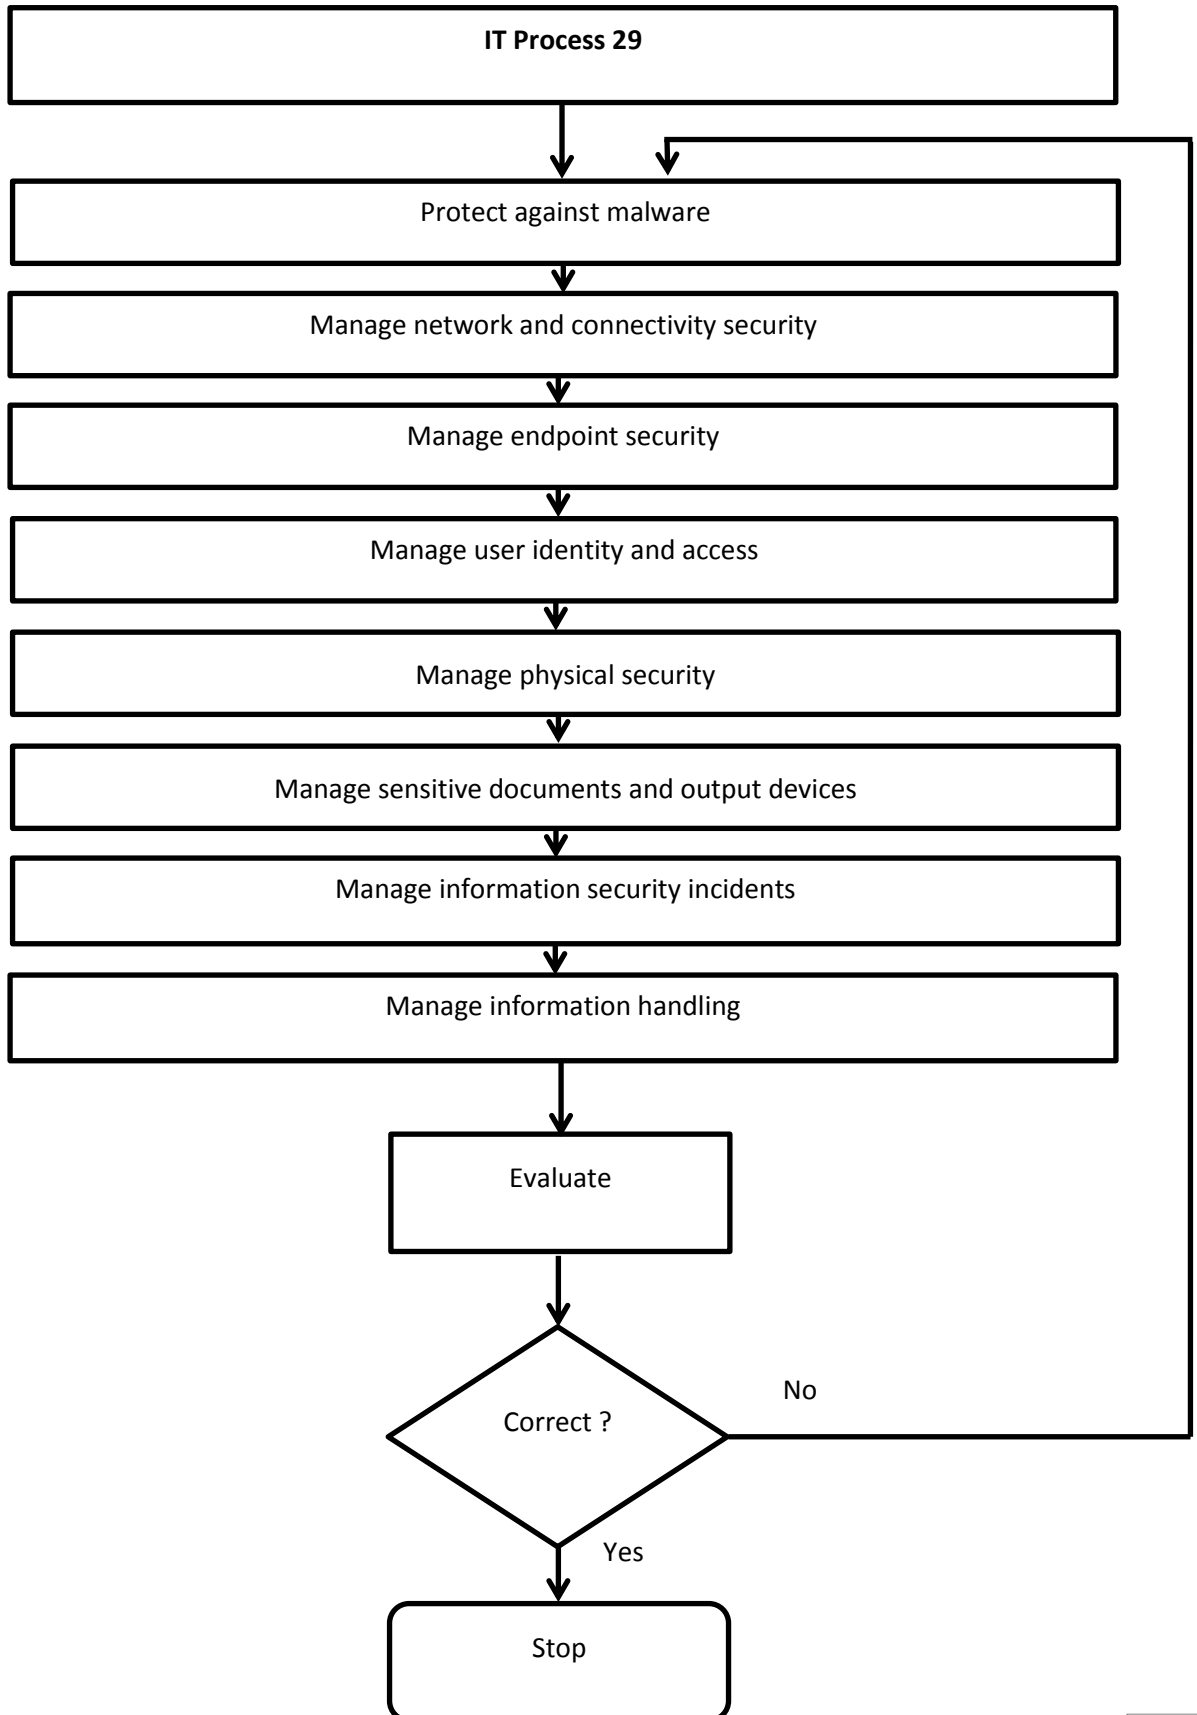 IT Process 29
Protect against malware
Manage network and connectivity security
Manage endpoint security
Manage user identity and access
Manage physical security
Manage sensitive documents and output devices
Manage information security incidents
Manage information handling
Evaluate
No
Correct ?
Yes
Stop